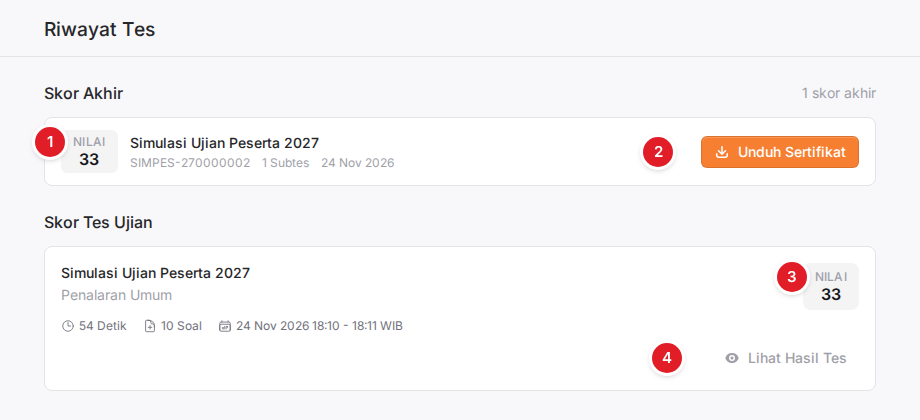 Riwayat Tes
Skor Akhir
1 skor akhir
1
NILAI
33
Simulasi Ujian Peserta 2027
SIMPES-270000002 1 Subtes 24 Nov 2026
2
Unduh Sertifikat
Skor Tes Ujian
Simulasi Ujian Peserta 2027
Penalaran Umum
3
NILAI
33
54 Detik 10 Soal 24 Nov 2026 18:10 - 18:11 WIB
4
Lihat Hasil Tes